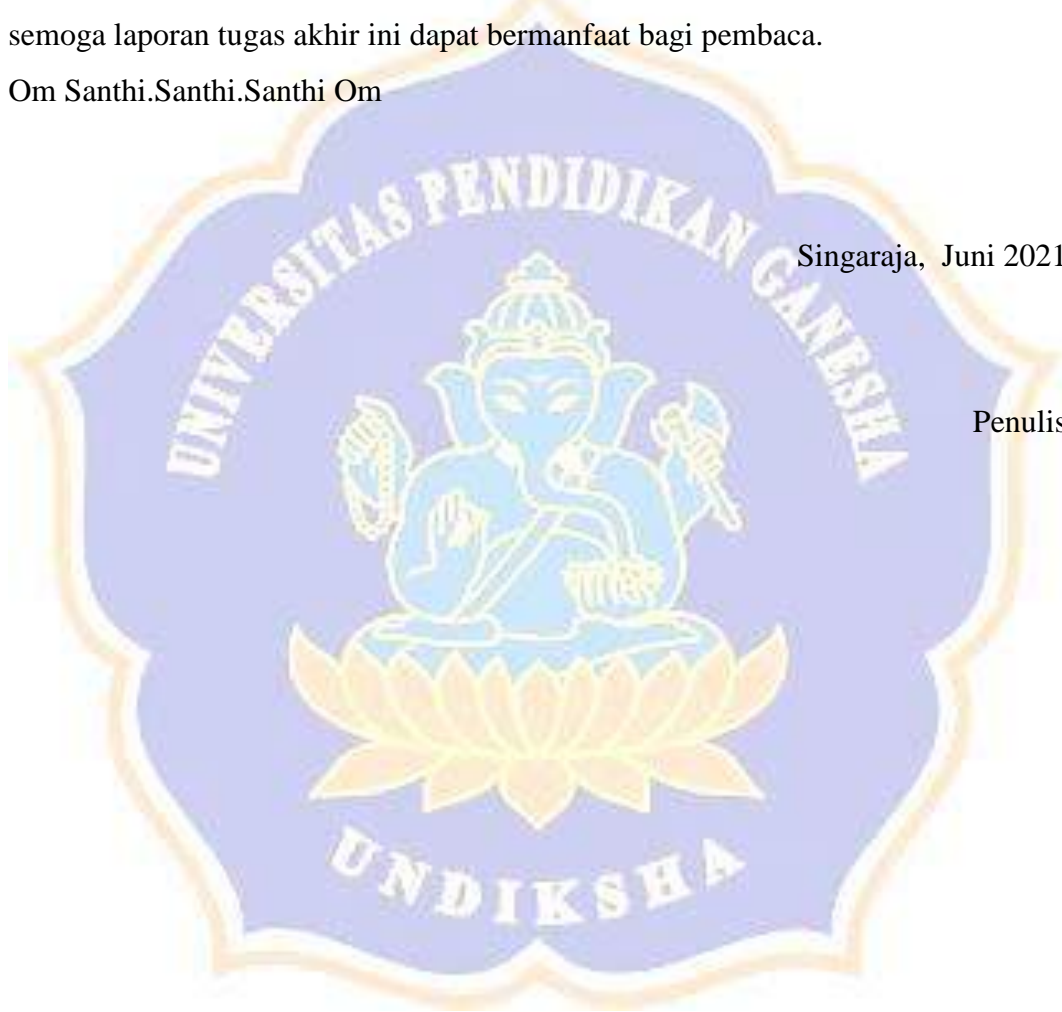 semoga laporan tugas akhir ini dapat bermanfaat bagi pembaca.
Om Santhi.Santhi.Santhi Om
UNIVERSITAS PENDIDIKAN GANESHA
Singaraja, Juni 2021
Penulis
UNDIKSHA